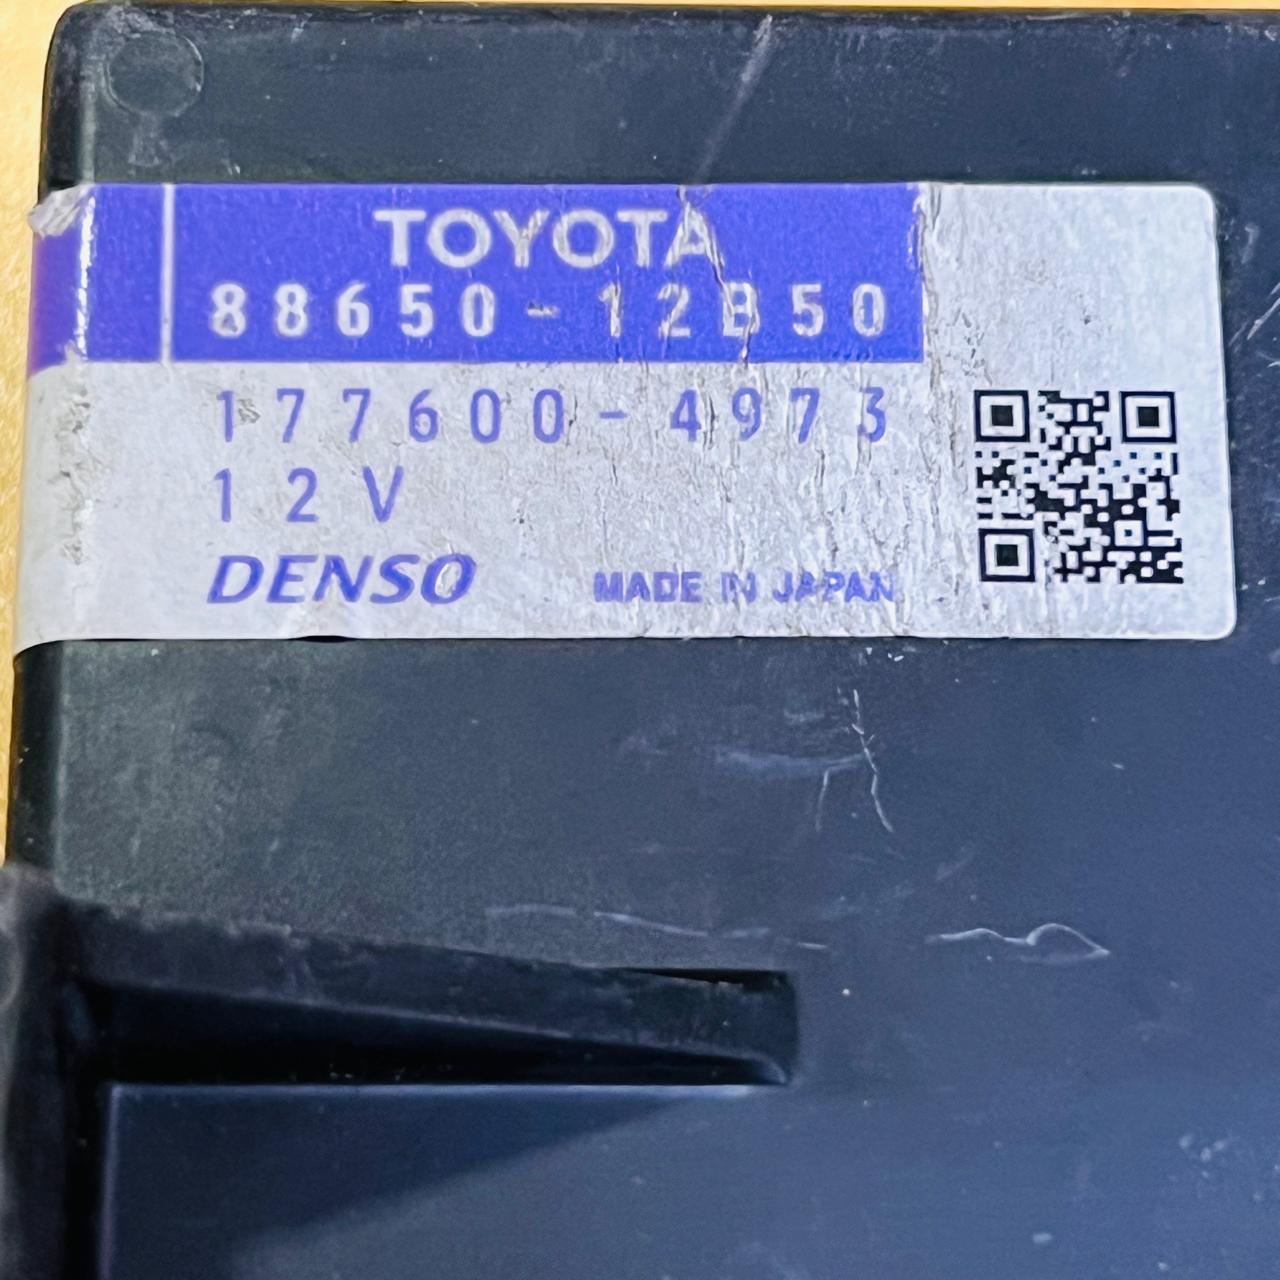 TOYOTA
88650-12B50
177600-4973
12V
DENSO
MADE IN JAPAN